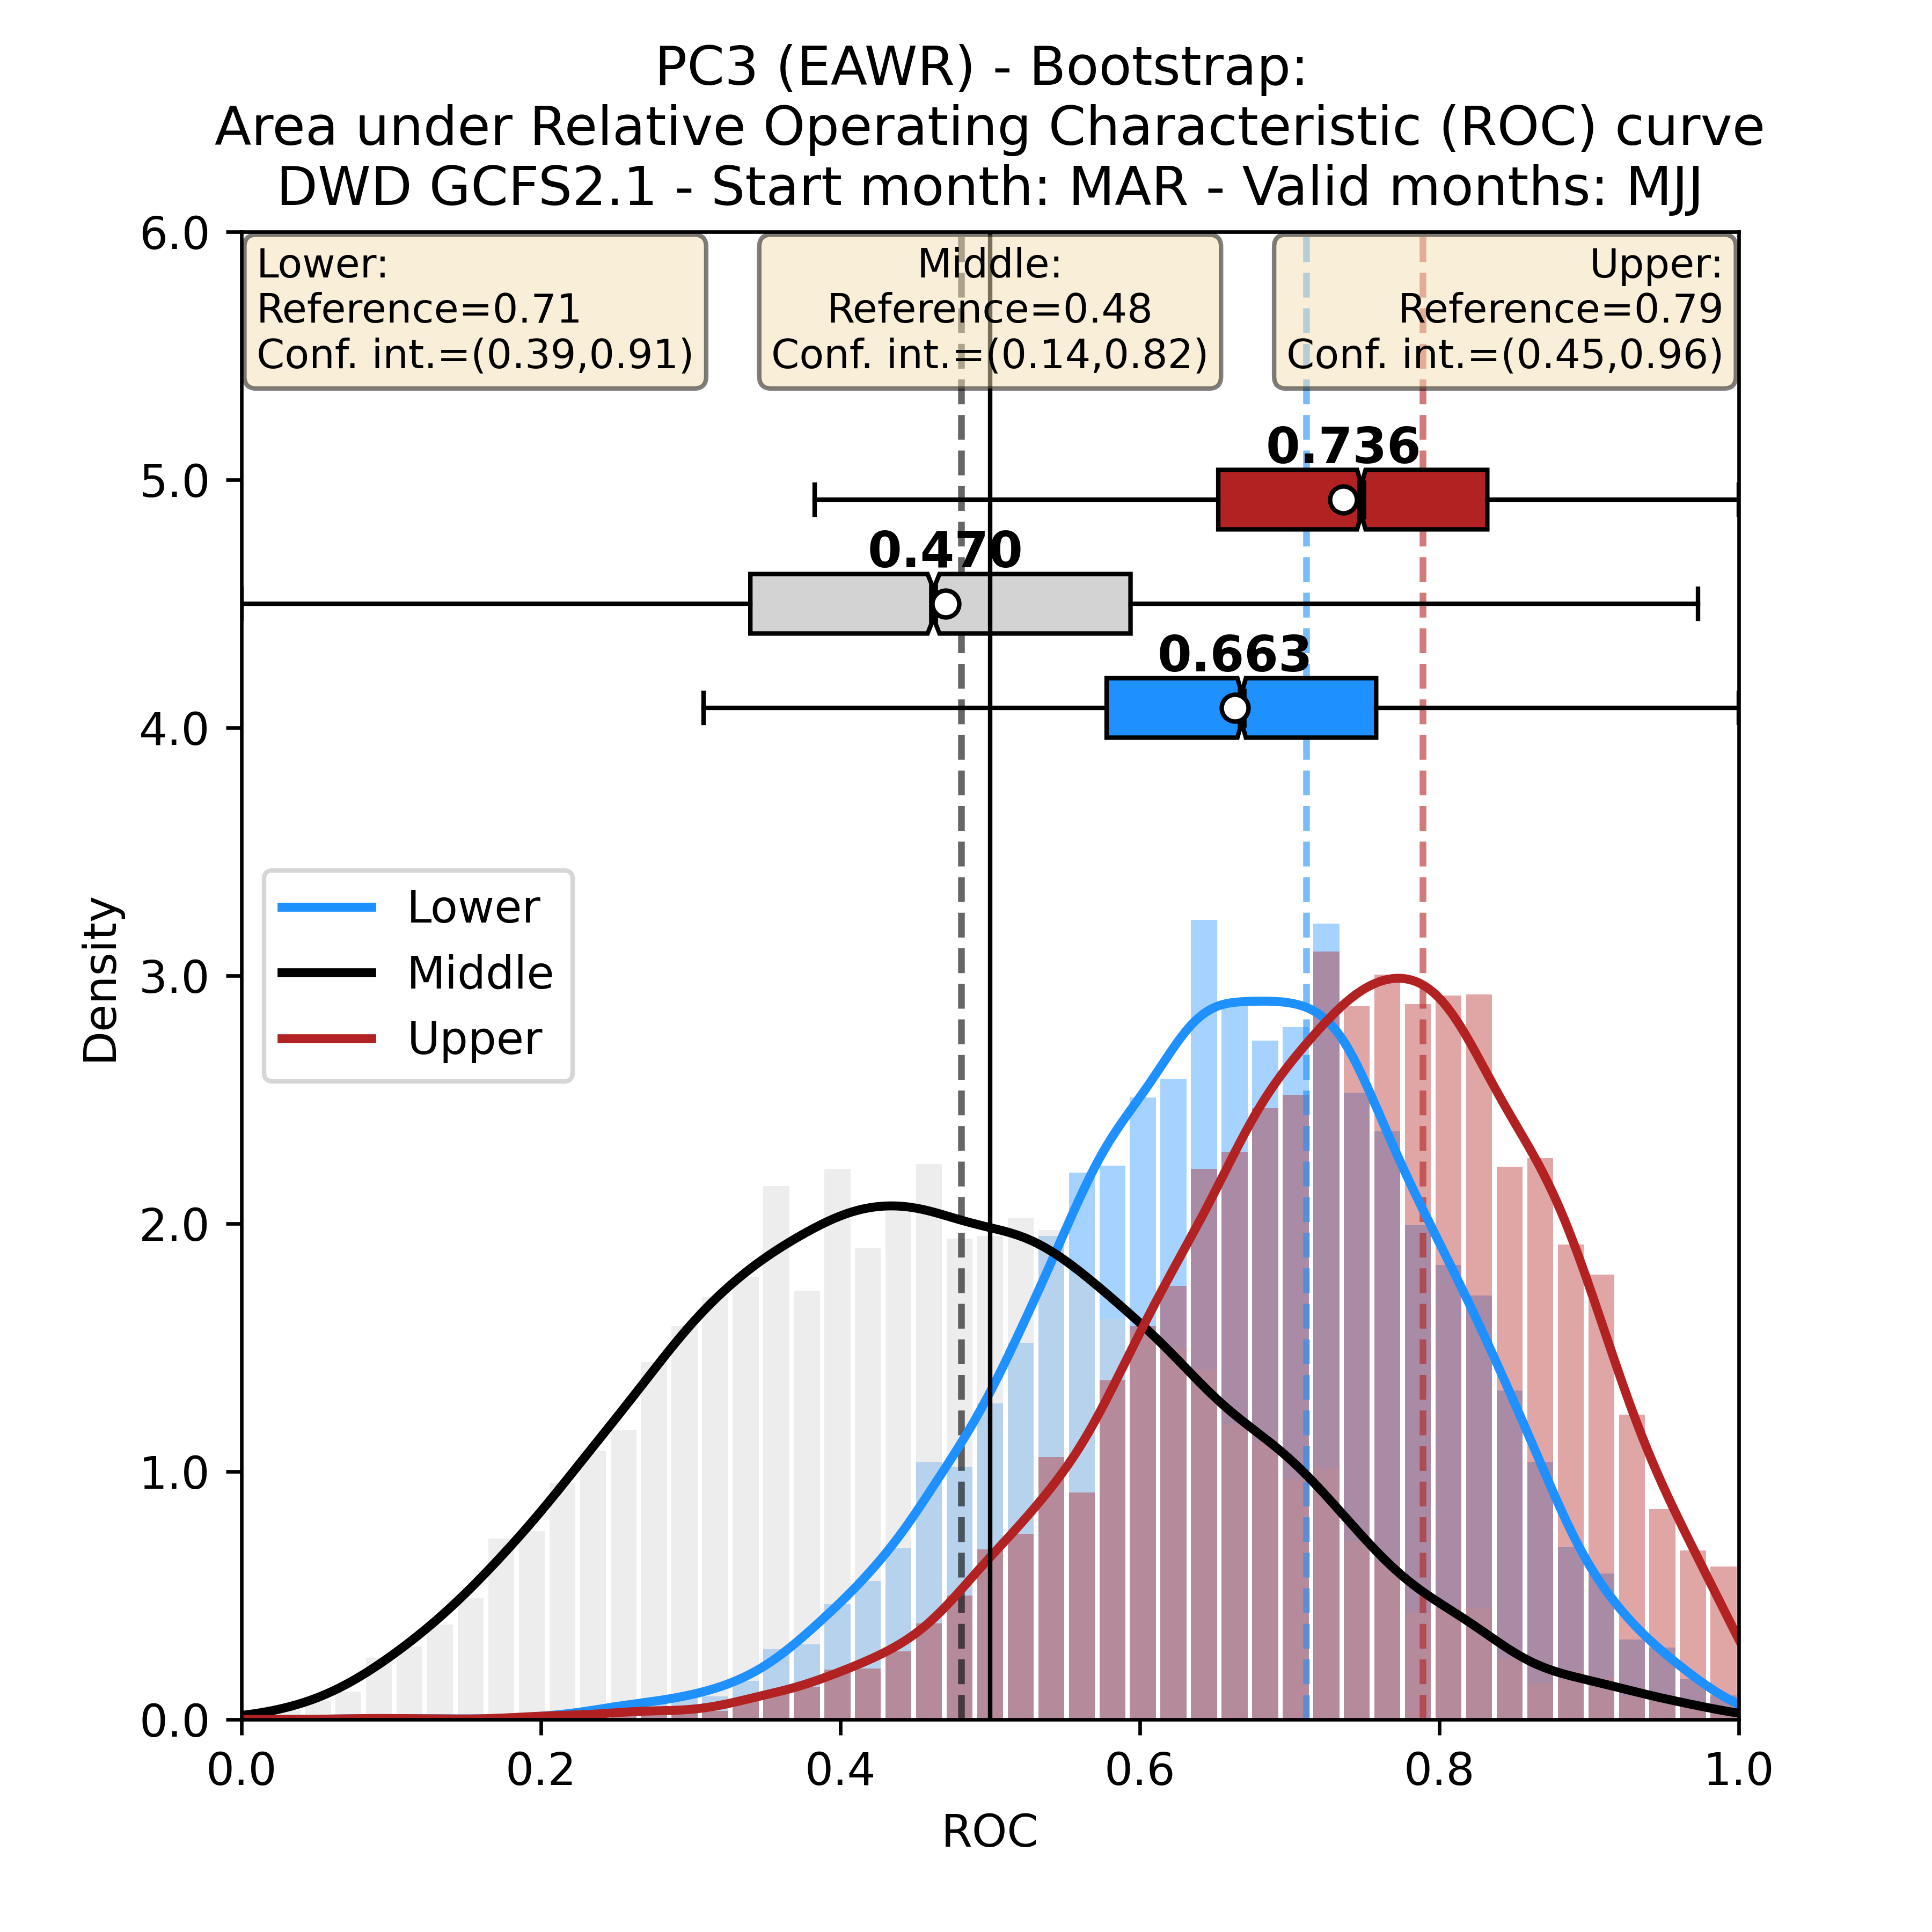 PC3 (EAWR) - Bootstrap:
Area under Relative Operating Characteristic (ROC) curve
DWD GCFS2.1 - Start month: MAR - Valid months: MJJ
Lower:
Reference=0.71
Conf. int.=(0.39,0.91)
Middle:
Reference=0.48
Conf. int.=(0.14,0.82)
Upper:
Reference=0.79
Conf. int.=(0.45,0.96)
6.0
5.0
4.0
3.0
2.0
1.0
0.0
Density
0.736
0.470
0.663
Lower
Middle
Upper
0.0
0.2
0.4
0.6
0.8
1.0
ROC